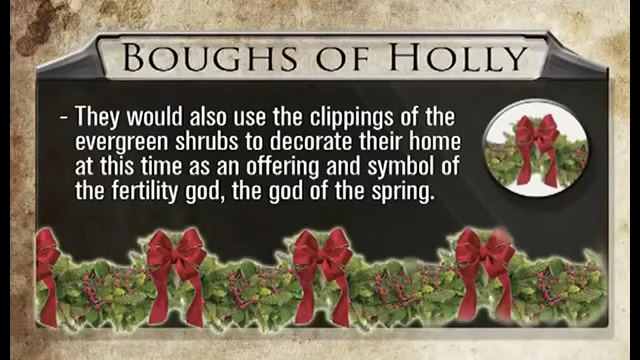 BOUGHS OF HOLLY
- They would also use the clippings of the
evergreen shrubs to decorate their home
at this time as an offering and symbol of
the fertility god, the god of the spring.